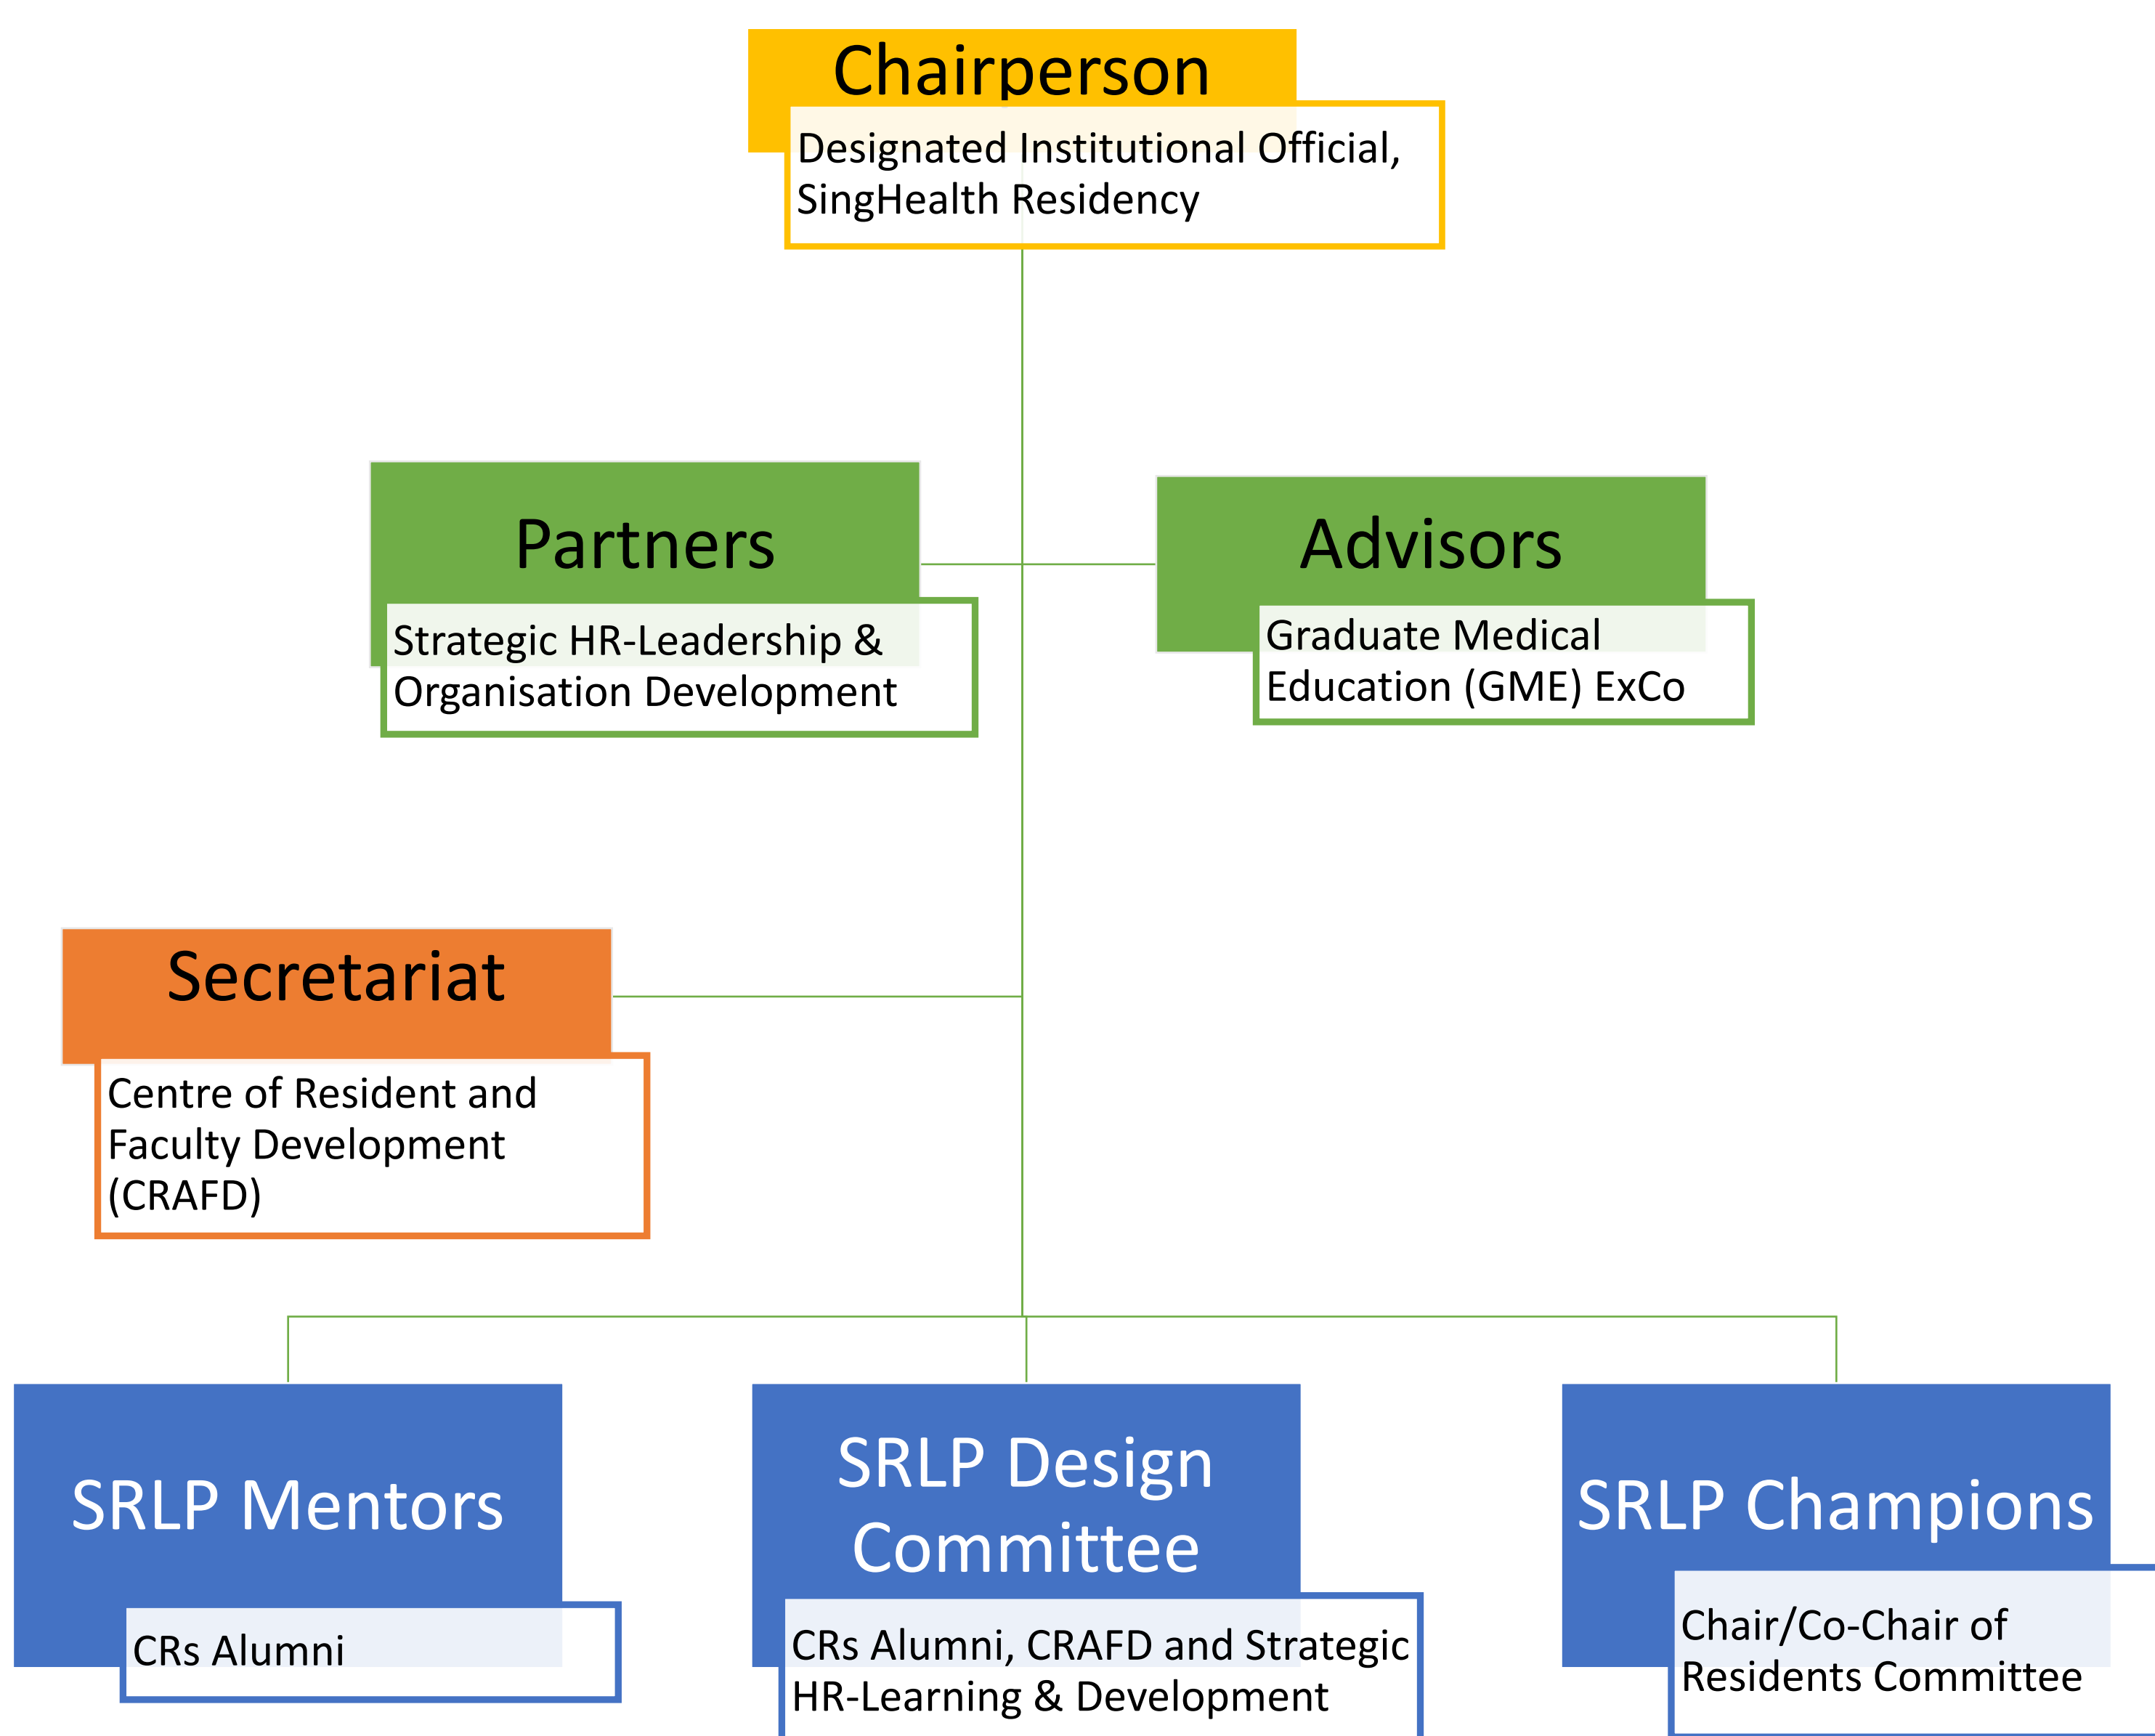 Chairperson
Designated Institutional Official,
SingHealth Residency
Partners
Strategic HR-Leadership &
Organisation Development
Advisors
Graduate Medical
Education (GME) ExCo
Secretariat
Centre of Resident and
Faculty Development
(CRAFD)
SRLP Mentors
CRs Alumni
SRLP Design
Committee
CRs Alumni, CRAFD and Strategic
HR-Learning & Development
SRLP Champions
Chair/Co-Chair of
Residents Committee